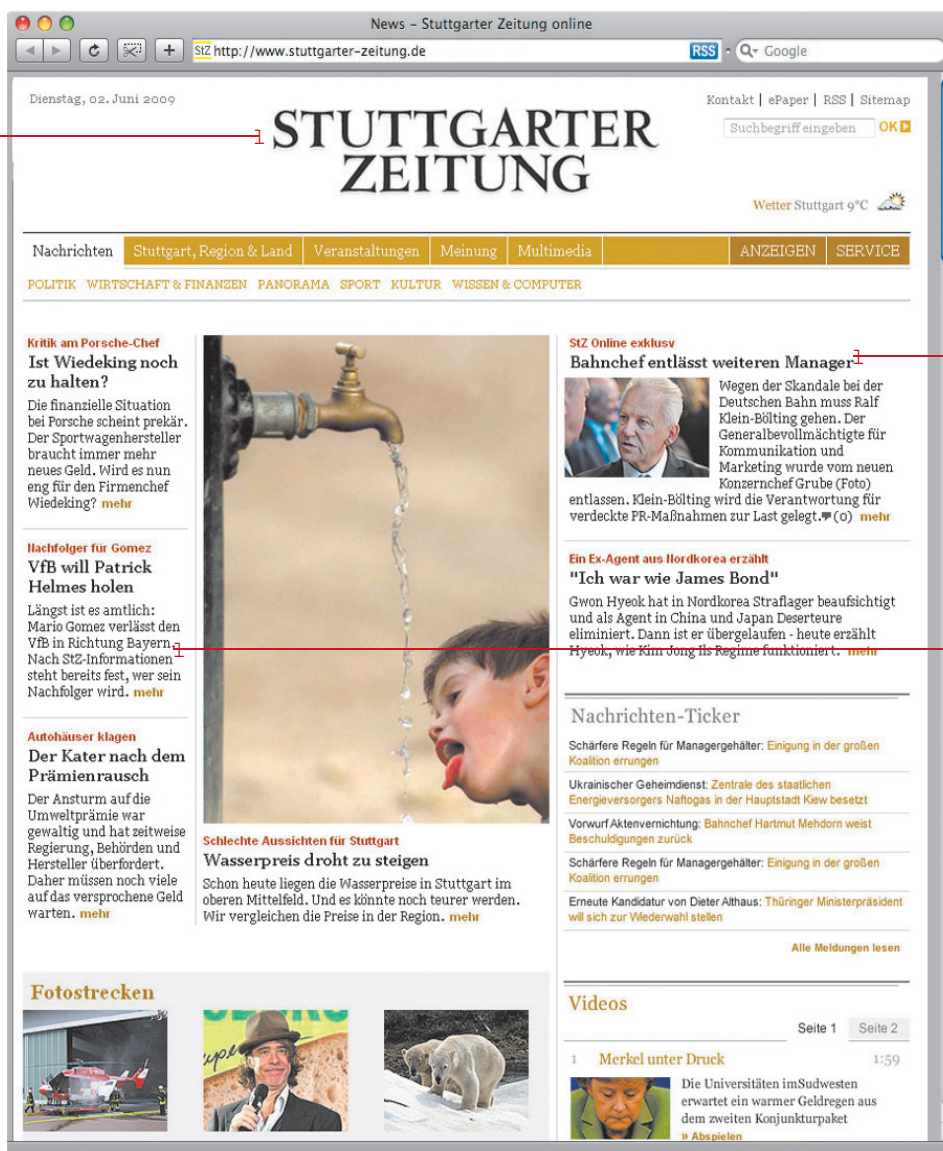 News – Stuttgarter Zeitung online
StZ http://www.stuttgarter-zeitung.de
RSS
Google
Dienstag, 02. Juni 2009
Kontakt | ePaper | RSS | Sitemap
Suchbegriff eingeben OK
STUTTGARTER
ZEITUNG
Wetter Stuttgart 9°C
Nachrichten Stuttgart, Region & Land Veranstaltungen Meinung Multimedia ANZEIGEN SERVICE
POLITIK WIRTSCHAFT & FINANZEN PANORAMA SPORT KULTUR WISSEN & COMPUTER
Kritik am Porsche-Chef
Ist Wiedeking noch
zu halten?
Die finanzielle Situation
bei Porsche scheint prekär.
Der Sportwagenhersteller
braucht immer mehr
neues Geld. Wird es nun
eng für den Firmenchef
Wiedeking? mehr
Nachfolger für Gomez
VfB will Patrick
Helmes holen
Längst ist es amtlich:
Mario Gomez verlässt den
VfB in Richtung Bayern.
Nach StZ-Informationen
steht bereits fest, wer sein
Nachfolger wird. mehr
Autohäuser klagen
Der Kater nach dem
Prämienrausch
Der Ansturm auf die
Umweltprämie war
gewaltig und hat zeitweise
Regierung, Behörden und
Hersteller überfordert.
Daher müssen noch viele
auf das versprochene Geld
warten. mehr
Schlechte Aussichten für Stuttgart
Wasserpreis droht zu steigen
Schon heute liegen die Wasserpreise in Stuttgart im
oberen Mittelfeld. Und es könnte noch teurer werden.
Wir vergleichen die Preise in der Region. mehr
StZ Online exklusv
Bahnchef entlässt weiteren Manager
Wegen der Skandale bei der
Deutschen Bahn muss Ralf
Klein-Bölting gehen. Der
Generalbevollmächtigte für
Kommunikation und
Marketing wurde vom neuen
Konzernchef Grube (Foto)
entlassen. Klein-Bölting wird die Verantwortung für
verdeckte PR-Maßnahmen zur Last gelegt. (0) mehr
Ein Ex-Agent aus Nordkorea erzählt
"Ich war wie James Bond"
Gwon Hyeok hat in Nordkorea Straflager beaufsichtigt
und als Agent in China und Japan Deserteure
eliminiert. Dann ist er übergelaufen - heute erzählt
Hyeok, wie Kim Jong Ils Regime funktioniert. mehr
Nachrichten-Ticker
Schärfere Regeln für Managergehälter: Einigung in der großen
Koalition errungen
Ukrainischer Geheimdienst: Zentrale des staatlichen
Energieversorgers Naftogas in der Hauptstadt Kiew besetzt
Vorwurf Aktenvernichtung: Bahnchef Hartmut Mehdorn weist
Beschuldigungen zurück
Schärfere Regeln für Managergehälter: Einigung in der großen
Koalition errungen
Erneute Kandidatur von Dieter Althaus: Thüringer Ministerpräsident
will sich zur Wiederwahl stellen
Alle Meldungen lesen
Fotostrecken
Videos
Seite 1 Seite 2
1 Merkel unter Druck 1:59
Die Universitäten imSudwesten
erwartet ein warmer Geldregen aus
dem zweiten Konjunkturpaket
» Abspielen